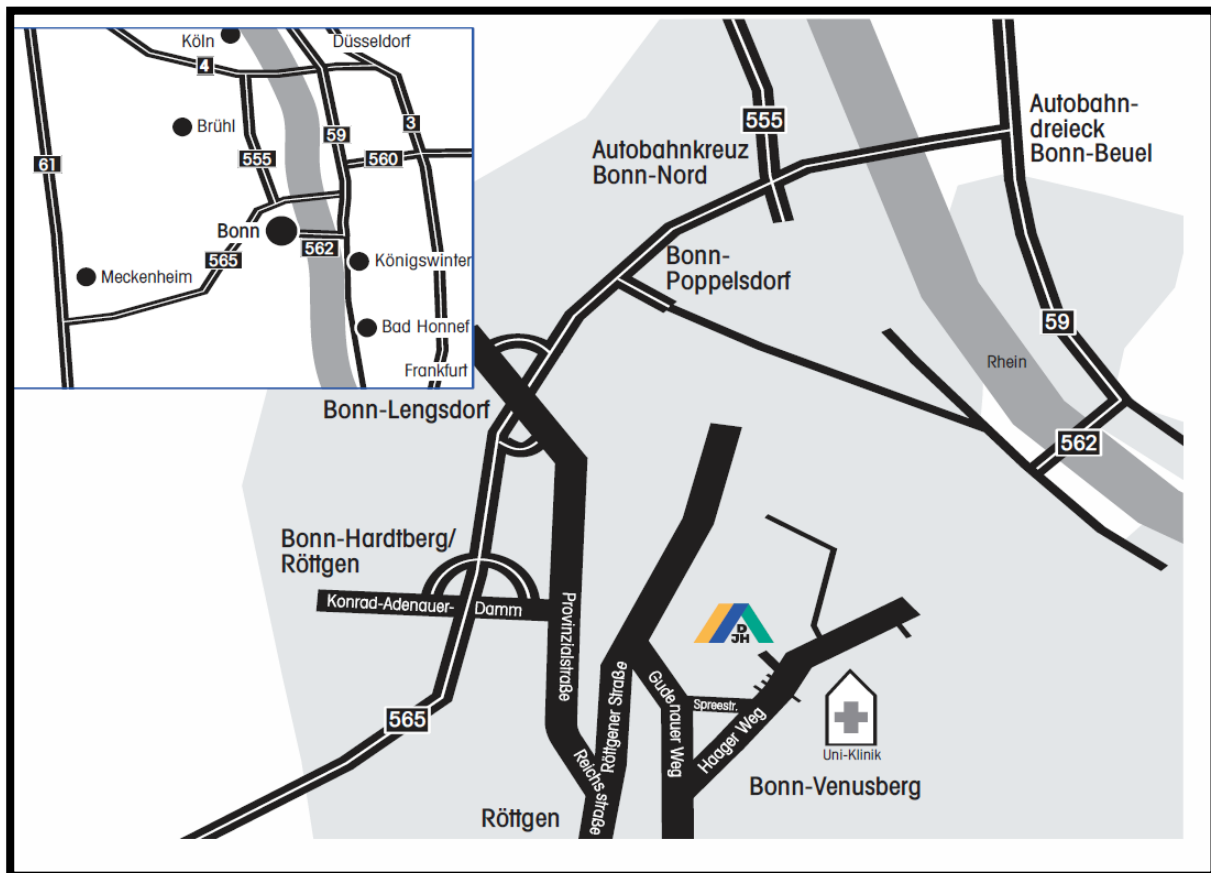 Köln
Düsseldorf
4
3
Brühl
59
61
555
560
Bonn
562
565
Königswinter
Meckenheim
Bad Honnef
Frankfurt
555
Autobahn-
dreieck
Bonn-Beuel
Autobahnkreuz
Bonn-Nord
Bonn-
Poppelsdorf
59
Rhein
Bonn-Lengsdorf
562
Bonn-Hardtberg/
Röttgen
Konrad-Adenauer- Damm
Provinzialstraße
D
JH
Röttgener Straße
Gudenauer Weg
Spreestr.
Haager Weg
565
Uni-Klinik
Reichsstraße
Bonn-Venusberg
Röttgen